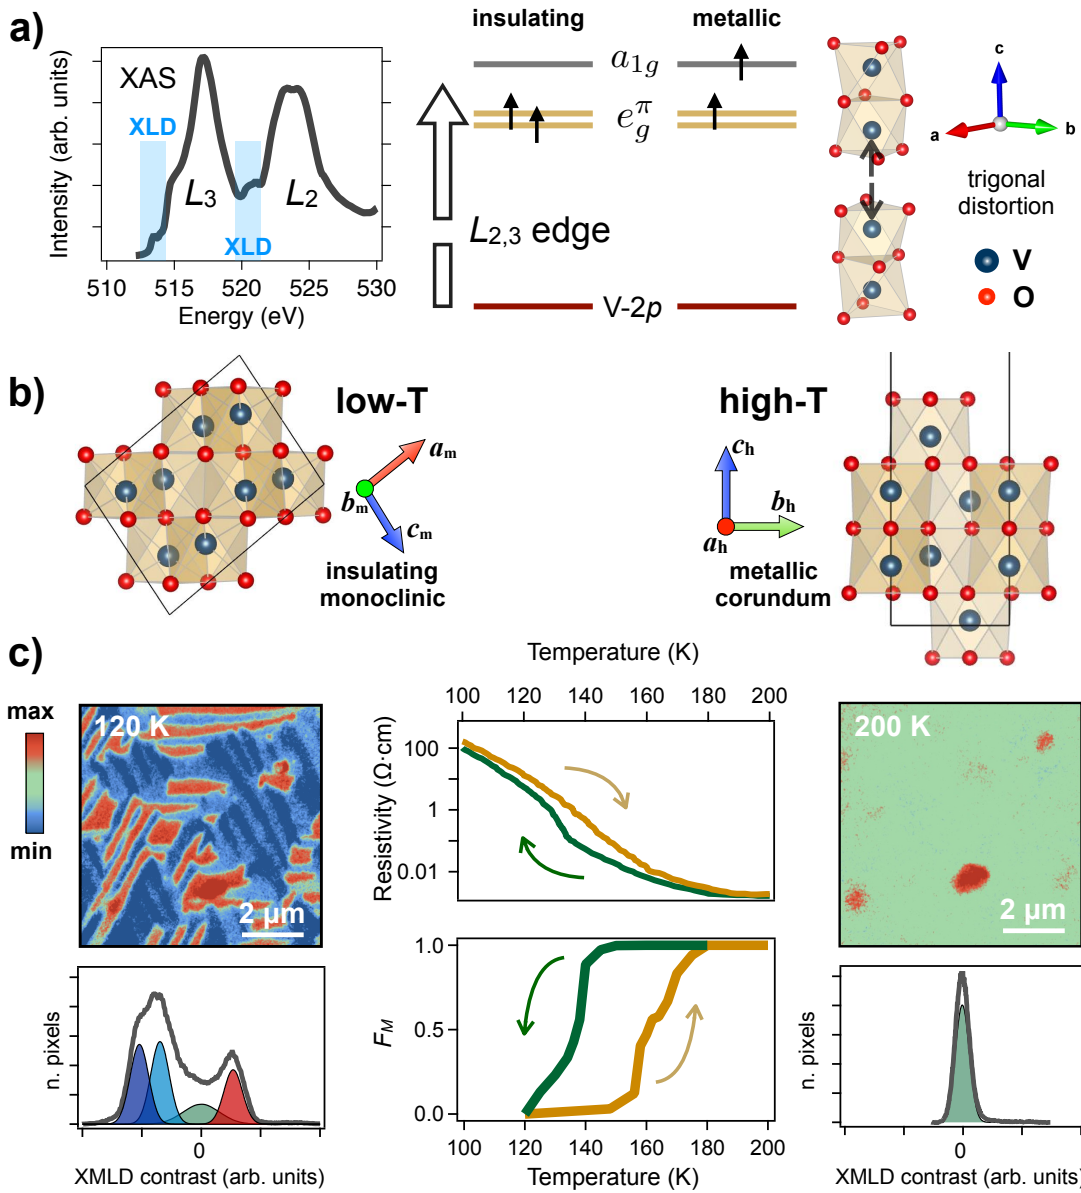 a)
Intensity (arb. units)
XAS
XLD
L3
L2
XLD
510 515 520 525 530
Energy (eV)
insulating
metallic
a1g
egπ
L2,3 edge
V-2p
c
a
b
trigonal
distortion
V
O
b)
low-T
am
bm
cm
insulating
monoclinic
high-T
ch
bh
ah
metallic
corundum
c)
max
min
120 K
2 µm
n. pixels
0
XMLD contrast (arb. units)
Temperature (K)
100 120 140 160 180 200
Resistivity (Ω·cm)
100
1
0.01
FM
1.0
0.5
0.0
100 120 140 160 180 200
Temperature (K)
200 K
2 µm
n. pixels
0
XMLD contrast (arb. units)